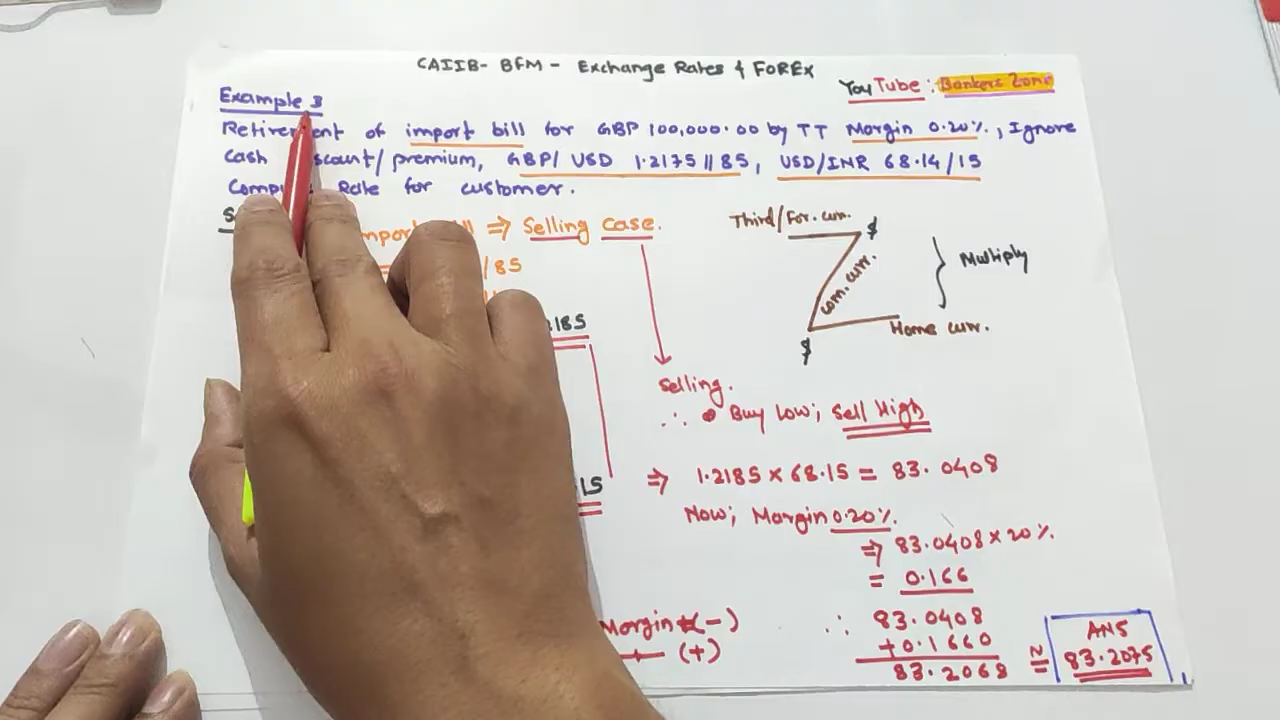 CAIIB- BFM - Exchange Rates & FOREX
YouTube: Bankers Zone
Example 3
Retirement of import bill for GBP 100,000.00 by TT Margin 0.20%, Ignore
Cash premium, GBP/USD 1.2175||85, USD/INR 68.14/15
Rate for customer.
⇒ Selling Case.
/85
.185
15
Third/For. curr. $
com. curr.
} Multiply
Home curr.
$
Selling.
∴ Buy Low; Sell High
⇒ 1.2185 × 68.15 = 83.0408
Now; Margin 0.20%.
⇒ 83.0408 × 20%.
= 0.166
Margin (-)
(+)
∴ 83.0408
+0.1660
83.2068 ≅
ANS
83.2075